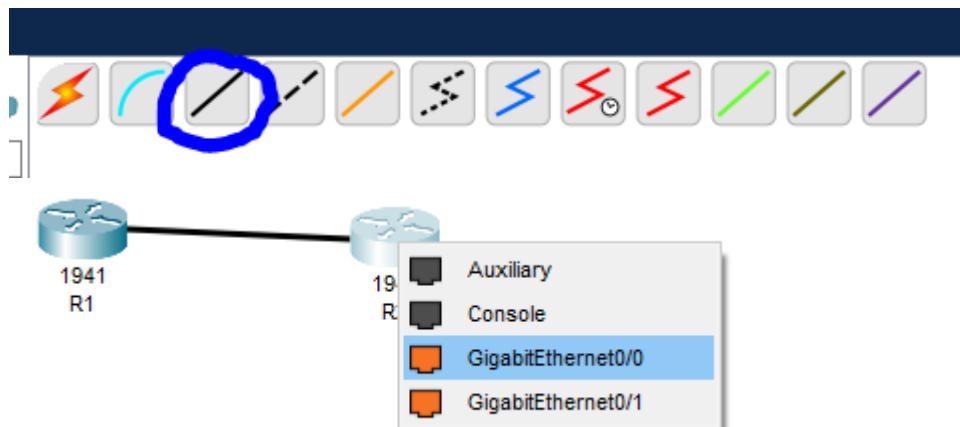 1941
R1
Auxiliary
Console
GigabitEthernet0/0
GigabitEthernet0/1